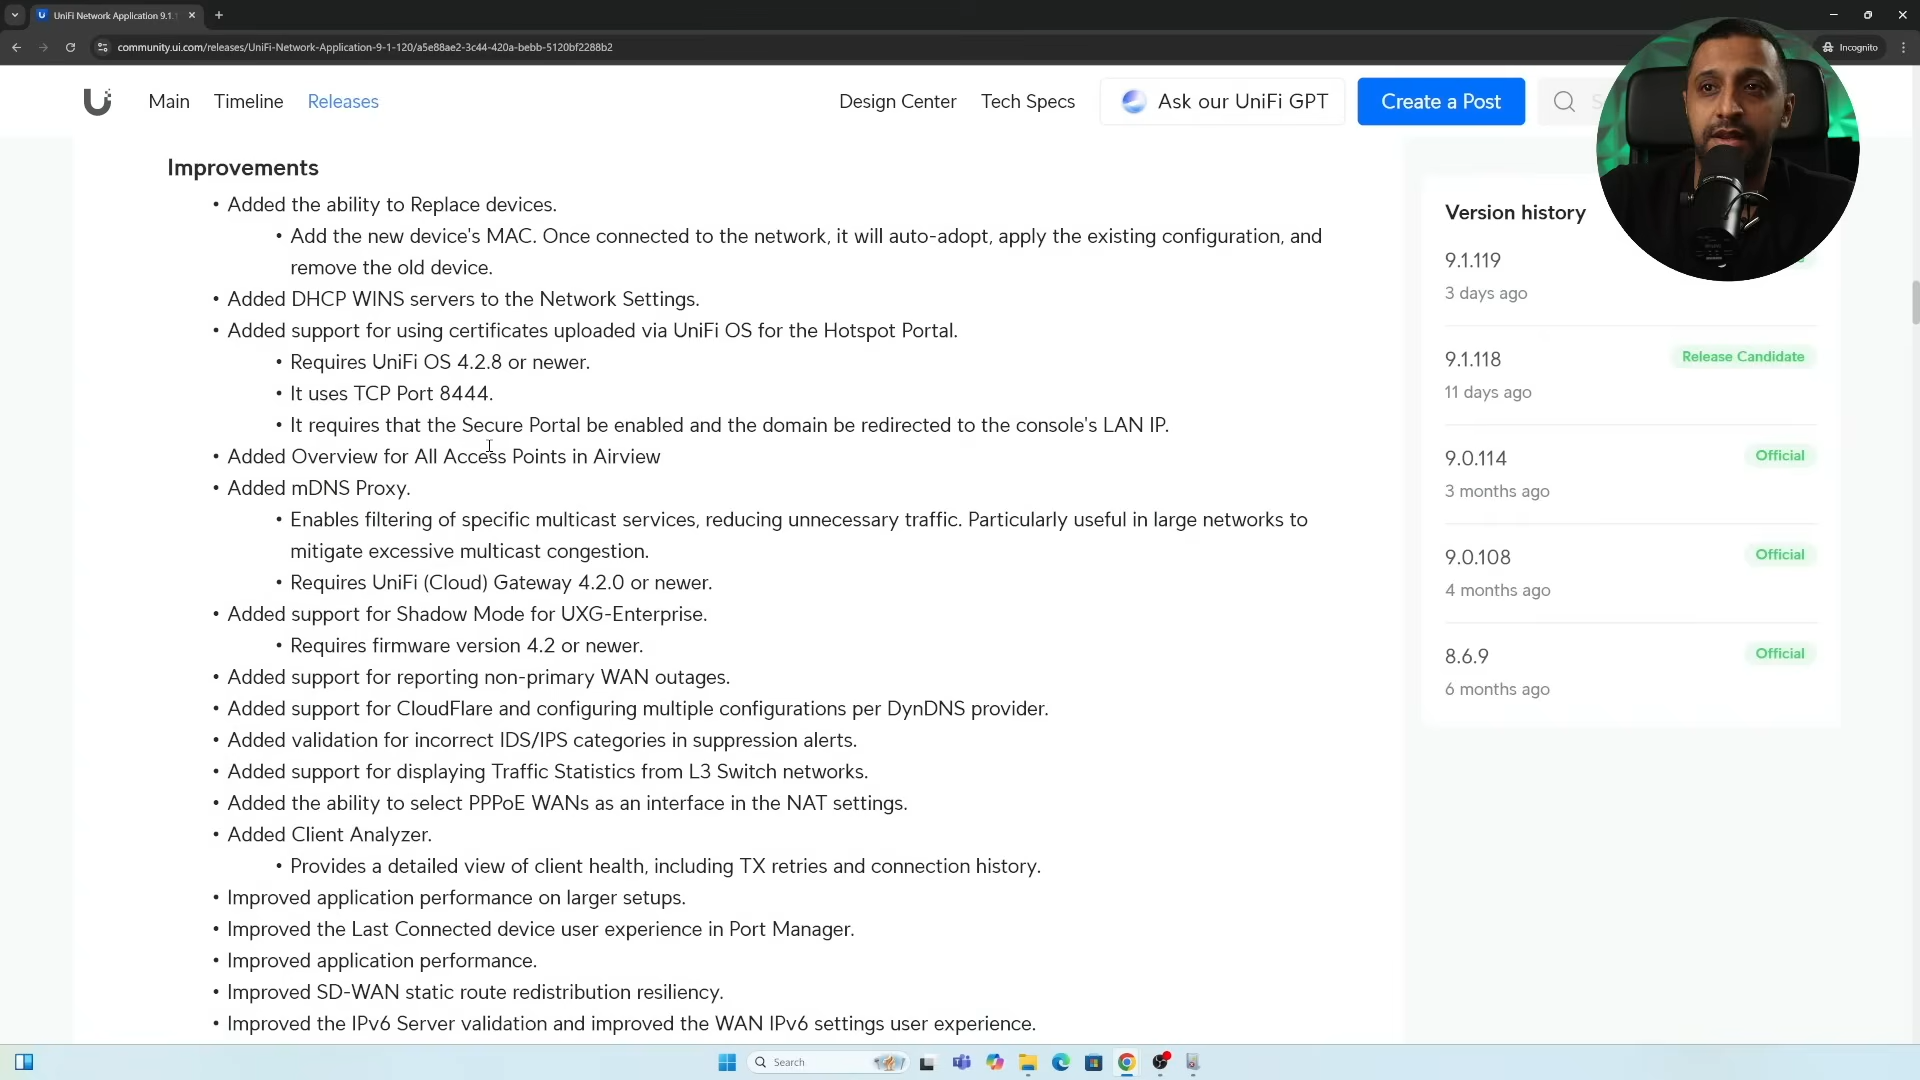 UniFi Network Application 9.1.1
community.ui.com/releases/UniFi-Network-Application-9-1-120/a5e88ae2-3c44-420a-bebb-5120bf2288b2
Incognito
Main
Timeline
Releases
Design Center
Tech Specs
Ask our UniFi GPT
Create a Post
Improvements
• Added the ability to Replace devices.
• Add the new device's MAC. Once connected to the network, it will auto-adopt, apply the existing configuration, and
remove the old device.
• Added DHCP WINS servers to the Network Settings.
• Added support for using certificates uploaded via UniFi OS for the Hotspot Portal.
• Requires UniFi OS 4.2.8 or newer.
• It uses TCP Port 8444.
• It requires that the Secure Portal be enabled and the domain be redirected to the console's LAN IP.
• Added Overview for All Access Points in Airview
• Added mDNS Proxy.
• Enables filtering of specific multicast services, reducing unnecessary traffic. Particularly useful in large networks to
mitigate excessive multicast congestion.
• Requires UniFi (Cloud) Gateway 4.2.0 or newer.
• Added support for Shadow Mode for UXG-Enterprise.
• Requires firmware version 4.2 or newer.
• Added support for reporting non-primary WAN outages.
• Added support for CloudFlare and configuring multiple configurations per DynDNS provider.
• Added validation for incorrect IDS/IPS categories in suppression alerts.
• Added support for displaying Traffic Statistics from L3 Switch networks.
• Added the ability to select PPPoE WANs as an interface in the NAT settings.
• Added Client Analyzer.
• Provides a detailed view of client health, including TX retries and connection history.
• Improved application performance on larger setups.
• Improved the Last Connected device user experience in Port Manager.
• Improved application performance.
• Improved SD-WAN static route redistribution resiliency.
• Improved the IPv6 Server validation and improved the WAN IPv6 settings user experience.
Version history
9.1.119
3 days ago
9.1.118
Release Candidate
11 days ago
9.0.114
Official
3 months ago
9.0.108
Official
4 months ago
8.6.9
Official
6 months ago
Search